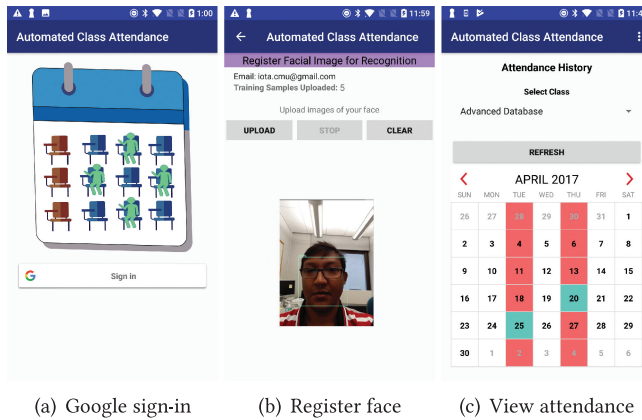 1:00
Automated Class Attendance
Sign in
(a) Google sign-in
11:59
Automated Class Attendance
Register Facial Image for Recognition
Email: iota.cmu@gmail.com
Training Samples Uploaded: 5
Upload images of your face
UPLOAD STOP CLEAR
(b) Register face
11:4
Automated Class Attendance
Attendance History
Select Class
Advanced Database
REFRESH
APRIL 2017
SUN MON TUE WED THU FRI SAT
26 27 28 29 30 31 1
2 3 4 5 6 7 8
9 10 11 12 13 14 15
16 17 18 19 20 21 22
23 24 25 26 27 28 29
30 1 2 3 4 5 6
(c) View attendance